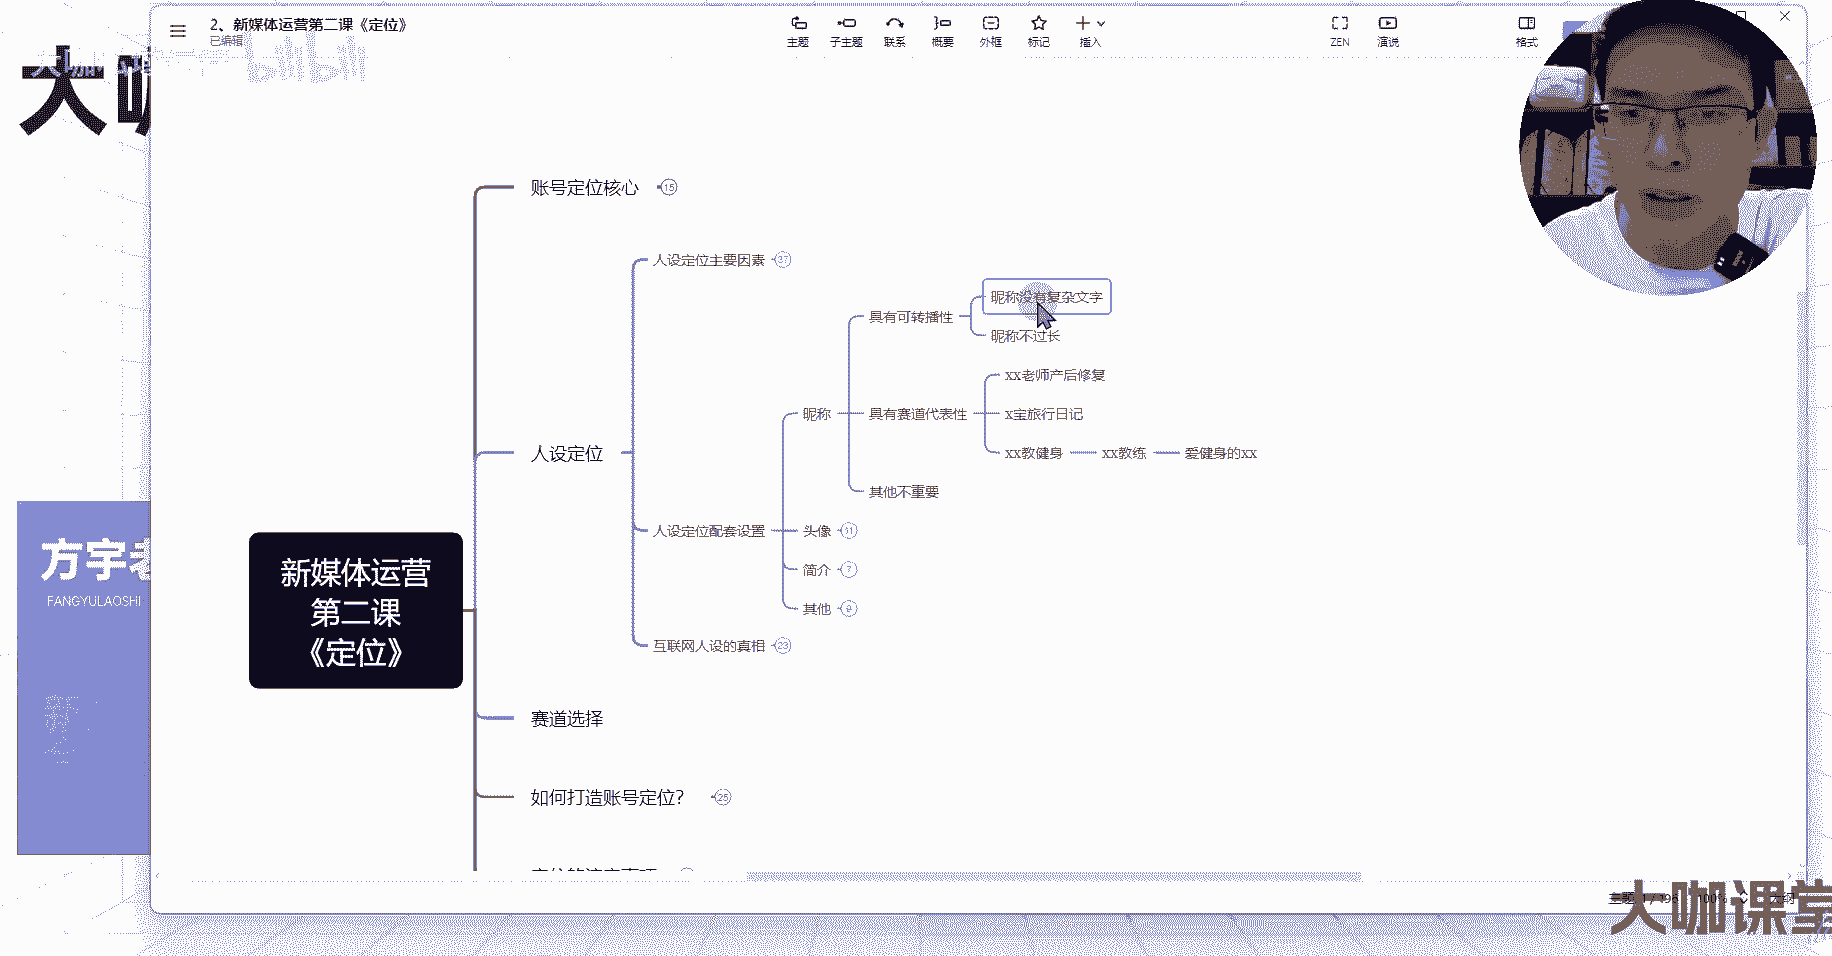 2、新媒体运营第二课《定位》
已编辑
主题
子主题
联系
概要
外框
标记
插入
ZEN
演说
格式
bilibili
大咖
账号定位核心 15
人设定位主要因素 37
昵称没有复杂文字
具有可转播性
昵称不过长
xx老师产后修复
昵称
具有赛道代表性
x宝旅行日记
人设定位
xx教健身
xx教练
爱健身的xx
其他不重要
人设定位配套设置
头像
简介 7
其他 9
方宇老
FANGYULAOSHI
新媒体运营
第二课
《定位》
互联网人设的真相 23
赛道选择
如何打造账号定位? 25
主题
100%
大咖课堂